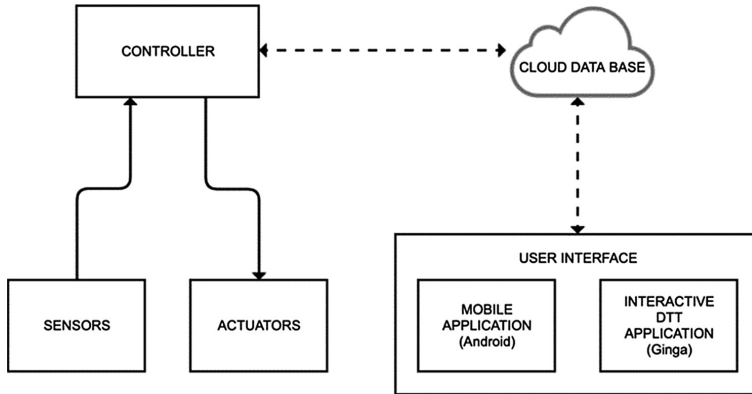 CONTROLLER
CLOUD DATA BASE
SENSORS
ACTUATORS
USER INTERFACE
MOBILE
APPLICATION
(Android)
INTERACTIVE
DTT
APPLICATION
(Ginga)